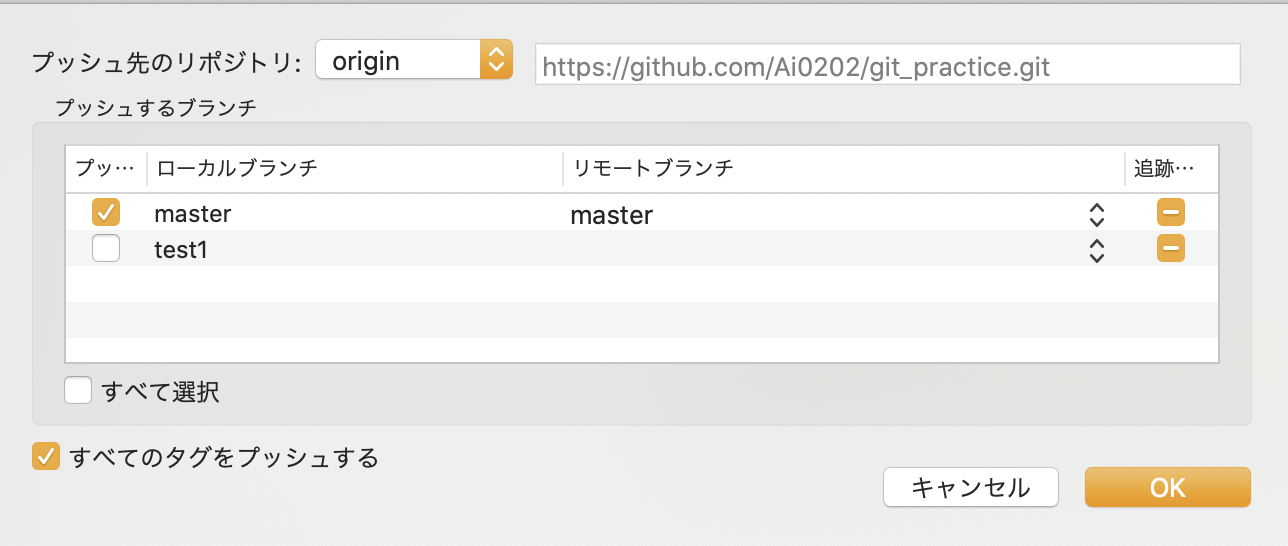 プッシュ先のリポジトリ: origin https://github.com/Ai0202/git_practice.git
プッシュするブランチ
プッ… ローカルブランチ リモートブランチ 追跡…
master master
test1
すべて選択
すべてのタグをプッシュする
キャンセル OK